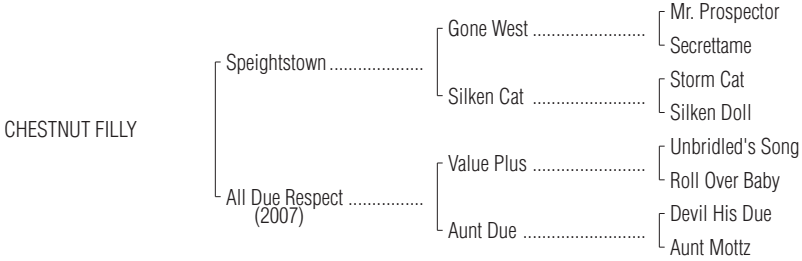 Mr. Prospector
Gone West ........................
Secrettame
Speightstown ....................
Storm Cat
Silken Cat ........................
Silken Doll
CHESTNUT FILLY
Unbridled's Song
Value Plus ........................
Roll Over Baby
All Due Respect ................
(2007)
Devil His Due
Aunt Due ..........................
Aunt Mottz